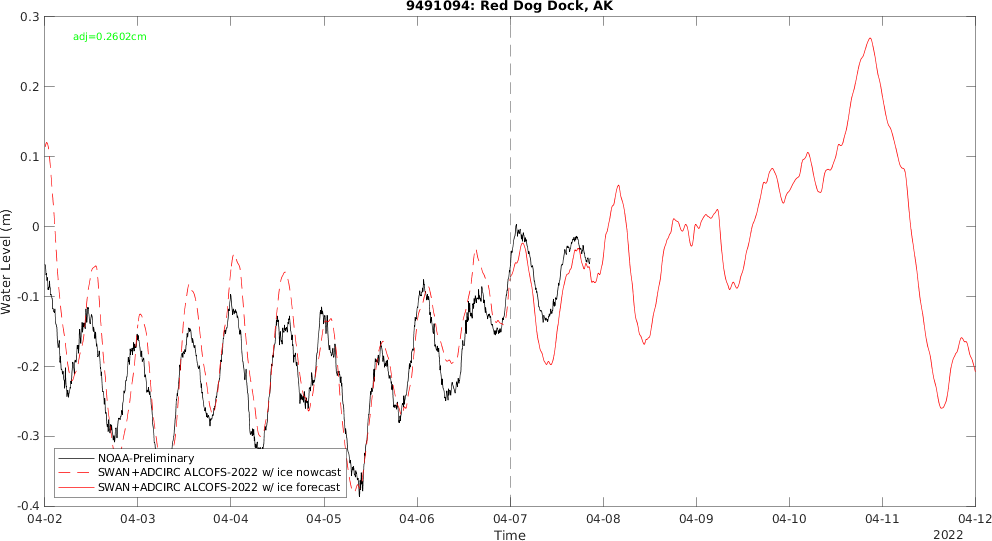 9491094: Red Dog Dock, AK
adj=0.2602cm
0.3
0.2
0.1
0
-0.1
-0.2
-0.3
-0.4
Water Level (m)
NOAA-Preliminary
SWAN+ADCIRC ALCOFS-2022 w/ ice nowcast
SWAN+ADCIRC ALCOFS-2022 w/ ice forecast
04-02 04-03 04-04 04-05 04-06 04-07 04-08 04-09 04-10 04-11 04-12
Time
2022